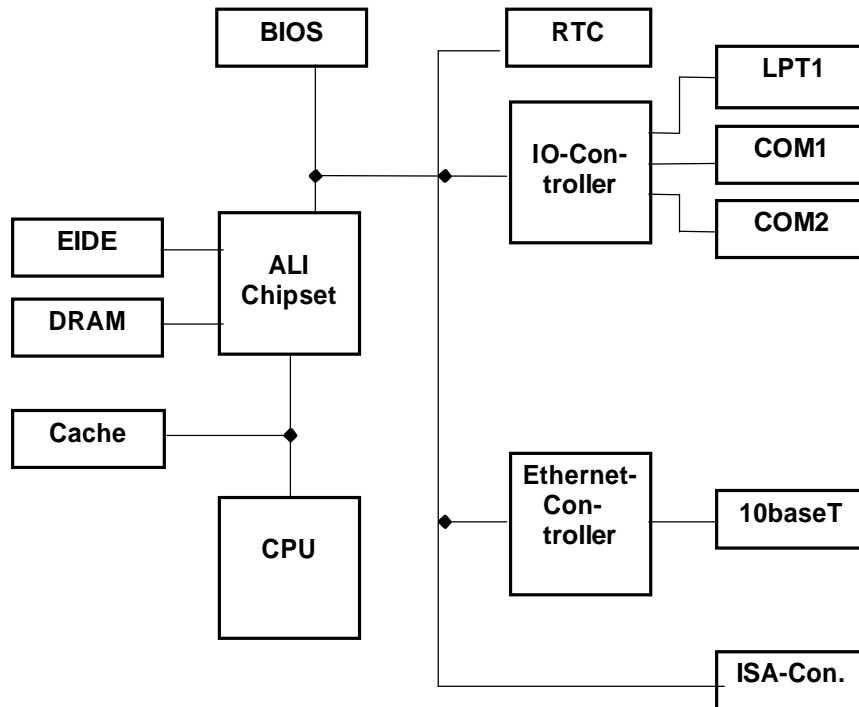 BIOS
RTC
LPT1
IO-Con-
troller
COM1
COM2
EIDE
ALI
Chipset
DRAM
Cache
Ethernet-
Con-
troller
10baseT
CPU
ISA-Con.